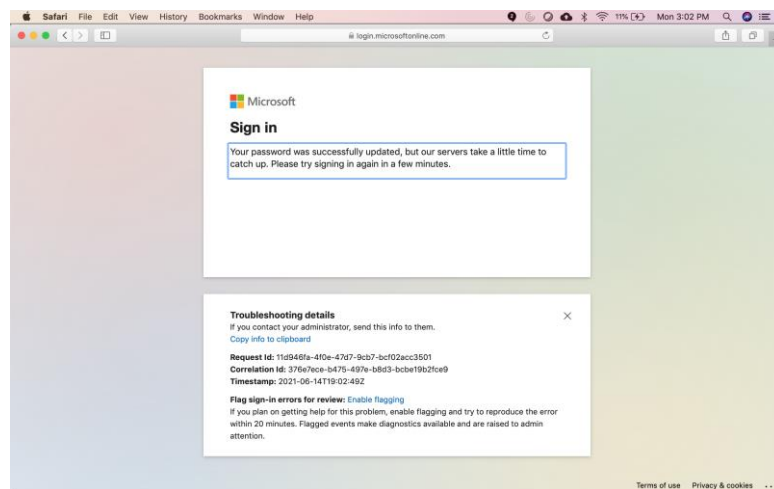 Safari File Edit View History Bookmarks Window Help 11% Mon 3:02 PM
login.microsoftonline.com
Microsoft
Sign in
Your password was successfully updated, but our servers take a little time to
catch up. Please try signing in again in a few minutes.
Troubleshooting details
If you contact your administrator, send this info to them.
Copy info to clipboard
Request Id: 11d946fa-4f0e-47d7-9cb7-bcf02acc3501
Correlation Id: 376e7ece-b475-497e-b8d3-bcbe19b2fce9
Timestamp: 2021-06-14T19:02:49Z
Flag sign-in errors for review: Enable flagging
If you plan on getting help for this problem, enable flagging and try to reproduce the error
within 20 minutes. Flagged events make diagnostics available and are raised to admin
attention.
Terms of use Privacy & cookies ..